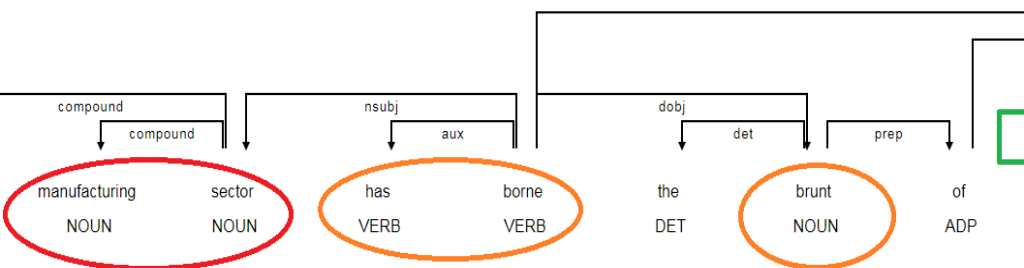 compound nsubj dobj
compound aux det prep
manufacturing sector has borne the brunt of
NOUN NOUN VERB VERB DET NOUN ADP